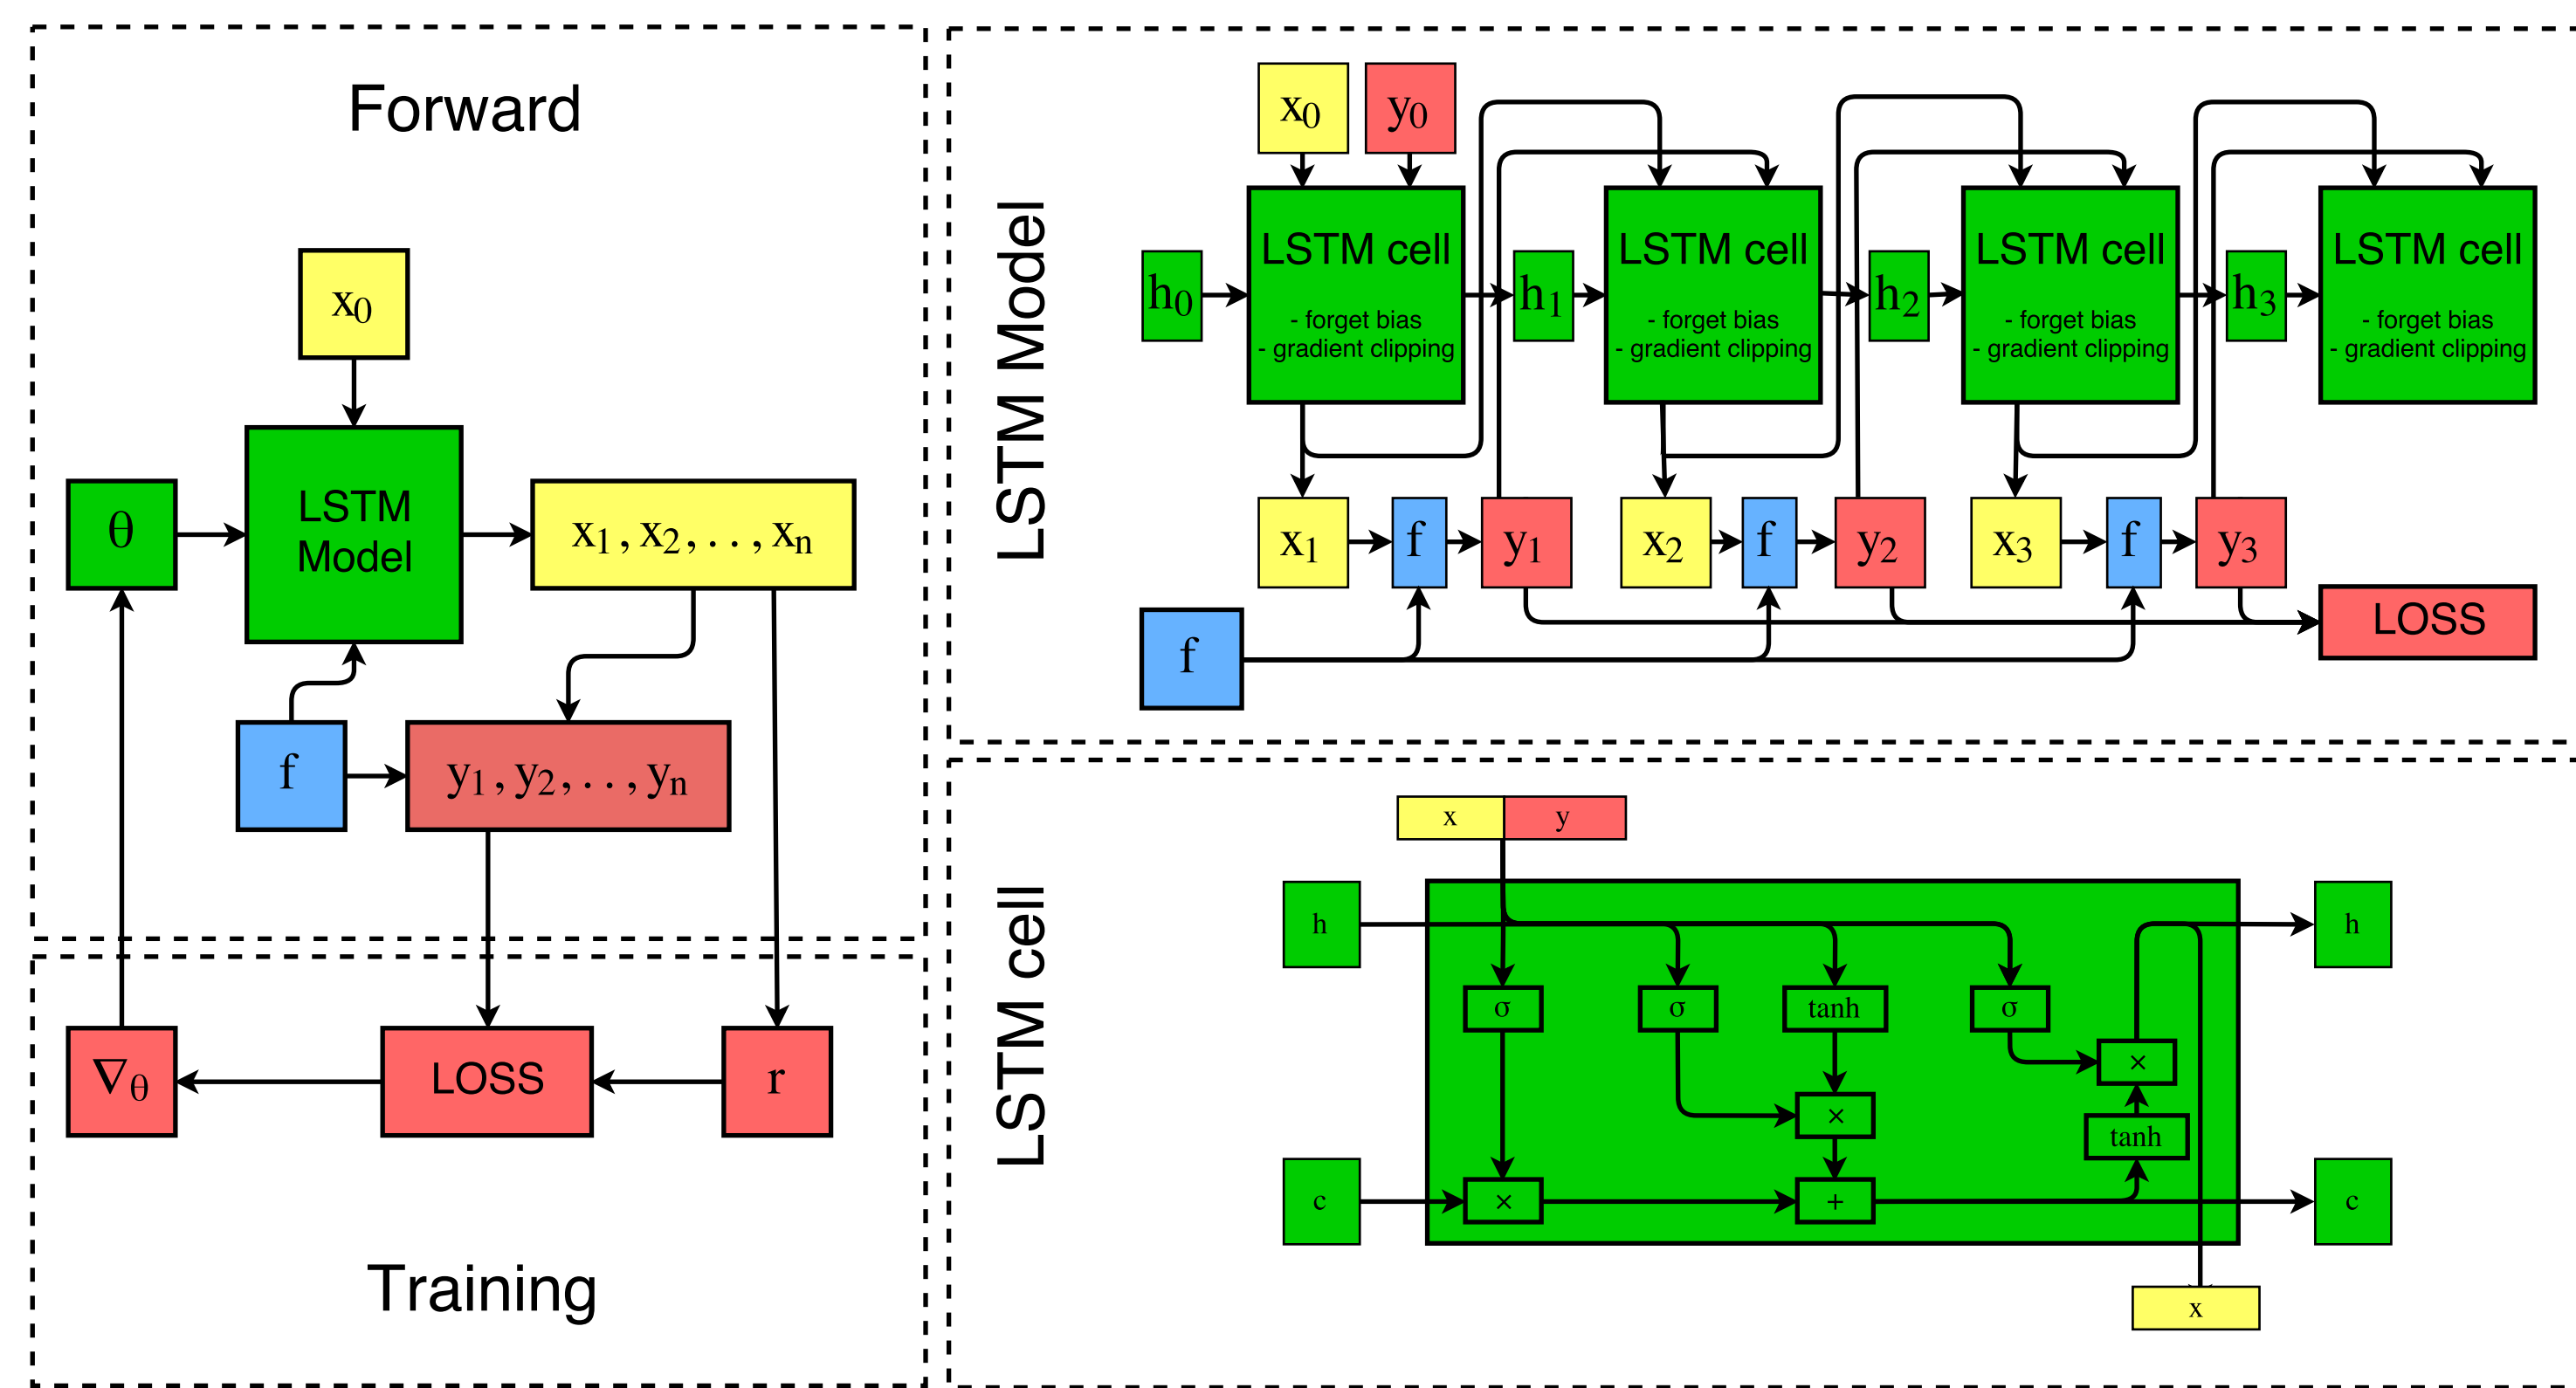 Forward
x0
θ
LSTM
Model
x1, x2, . . , xn
f
y1, y2, . . , yn
∇θ
LOSS
r
Training
LSTM Model
x0
y0
h0
LSTM cell
- forget bias
- gradient clipping
h1
LSTM cell
- forget bias
- gradient clipping
h2
LSTM cell
- forget bias
- gradient clipping
h3
LSTM cell
- forget bias
- gradient clipping
x1
f
y1
x2
f
y2
x3
f
y3
LOSS
f
LSTM cell
x
y
h
h
σ
σ
tanh
σ
×
×
tanh
c
×
+
c
x